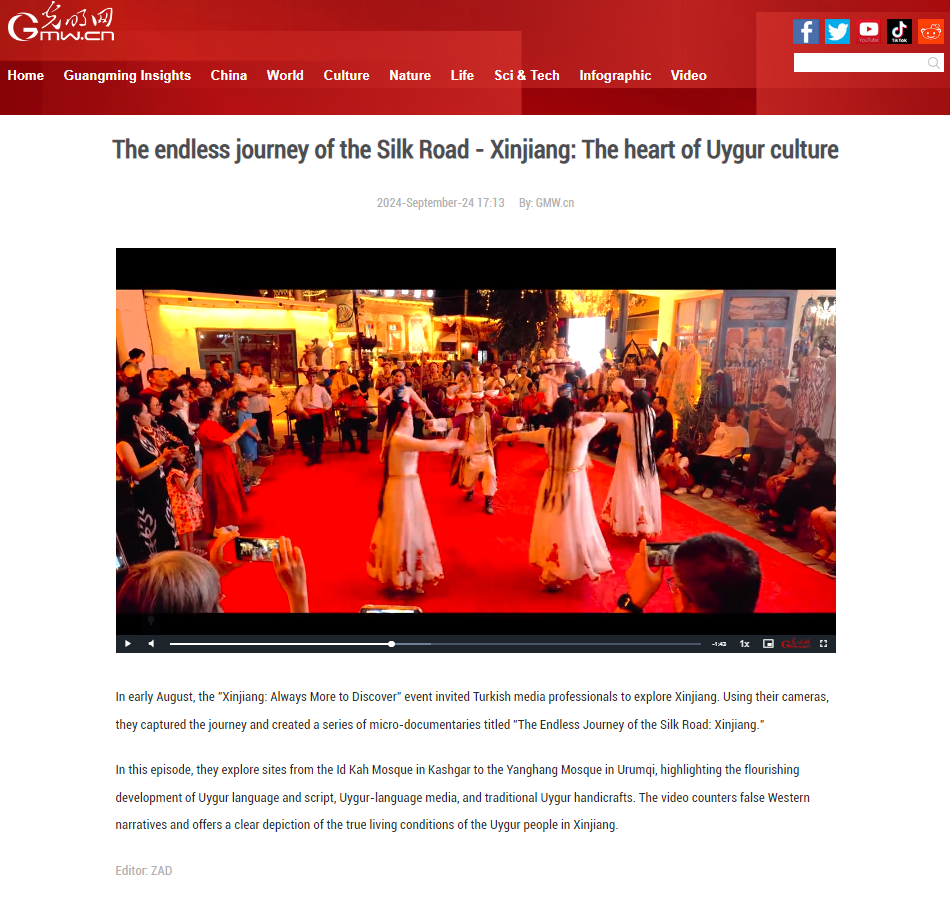 光明网
GMW.CN
YouTube
TikTok
Home Guangming Insights China World Culture Nature Life Sci & Tech Infographic Video
The endless journey of the Silk Road - Xinjiang: The heart of Uygur culture
2024-September-24 17:13 By: GMW.cn
-1:43 1x
In early August, the "Xinjiang: Always More to Discover" event invited Turkish media professionals to explore Xinjiang. Using their cameras,
they captured the journey and created a series of micro-documentaries titled "The Endless Journey of the Silk Road: Xinjiang."
In this episode, they explore sites from the Id Kah Mosque in Kashgar to the Yanghang Mosque in Urumqi, highlighting the flourishing
development of Uygur language and script, Uygur-language media, and traditional Uygur handicrafts. The video counters false Western
narratives and offers a clear depiction of the true living conditions of the Uygur people in Xinjiang.
Editor: ZAD